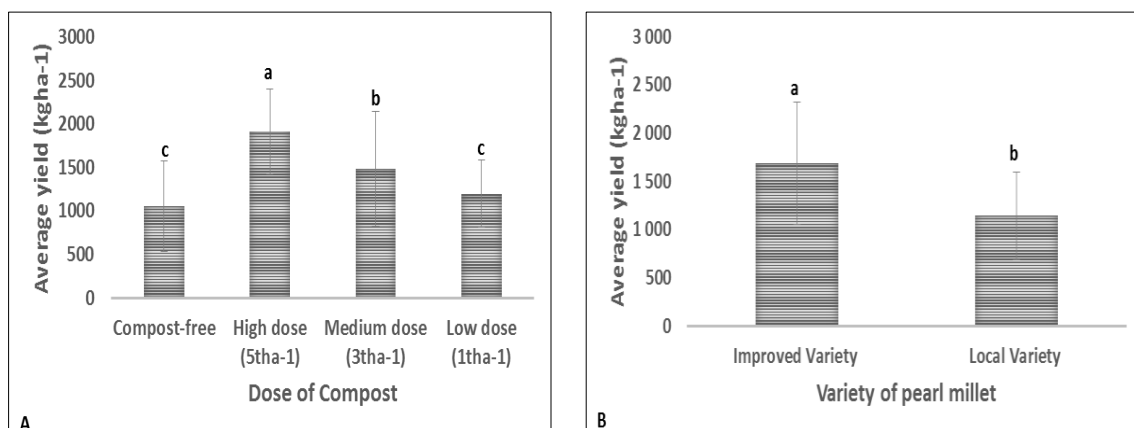 Average yield (kgha-1)
3000
2500
2000
1500
1000
500
0
c
a
b
c
Compost-free
High dose
(5tha-1)
Medium dose
(3tha-1)
Low dose
(1tha-1)
Dose of Compost
A
Average yield (kgha-1)
3 000
2 500
2 000
1 500
1 000
500
0
a
b
Improved Variety
Local Variety
Variety of pearl millet
B